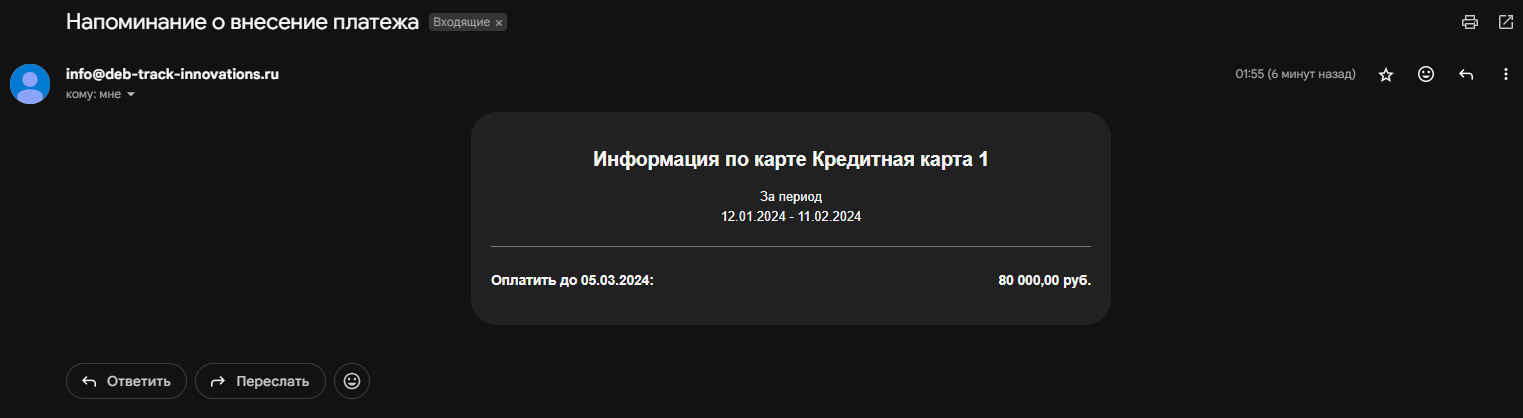 Напоминание о внесение платежа Входящие ×
info@deb-track-innovations.ru 01:55 (6 минут назад)
кому: мне
Информация по карте Кредитная карта 1
За период
12.01.2024 - 11.02.2024
Оплатить до 05.03.2024: 80 000,00 руб.
Ответить Переслать